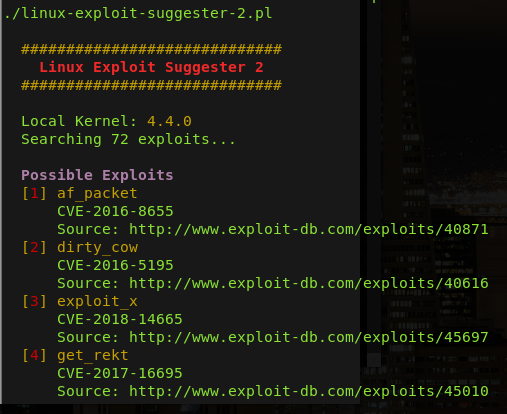 ./linux-exploit-suggester-2.pl
#############################
Linux Exploit Suggester 2
#############################
Local Kernel: 4.4.0
Searching 72 exploits...
Possible Exploits
[1] af_packet
CVE-2016-8655
Source: http://www.exploit-db.com/exploits/40871
[2] dirty_cow
CVE-2016-5195
Source: http://www.exploit-db.com/exploits/40616
[3] exploit_x
CVE-2018-14665
Source: http://www.exploit-db.com/exploits/45697
[4] get_rekt
CVE-2017-16695
Source: http://www.exploit-db.com/exploits/45010